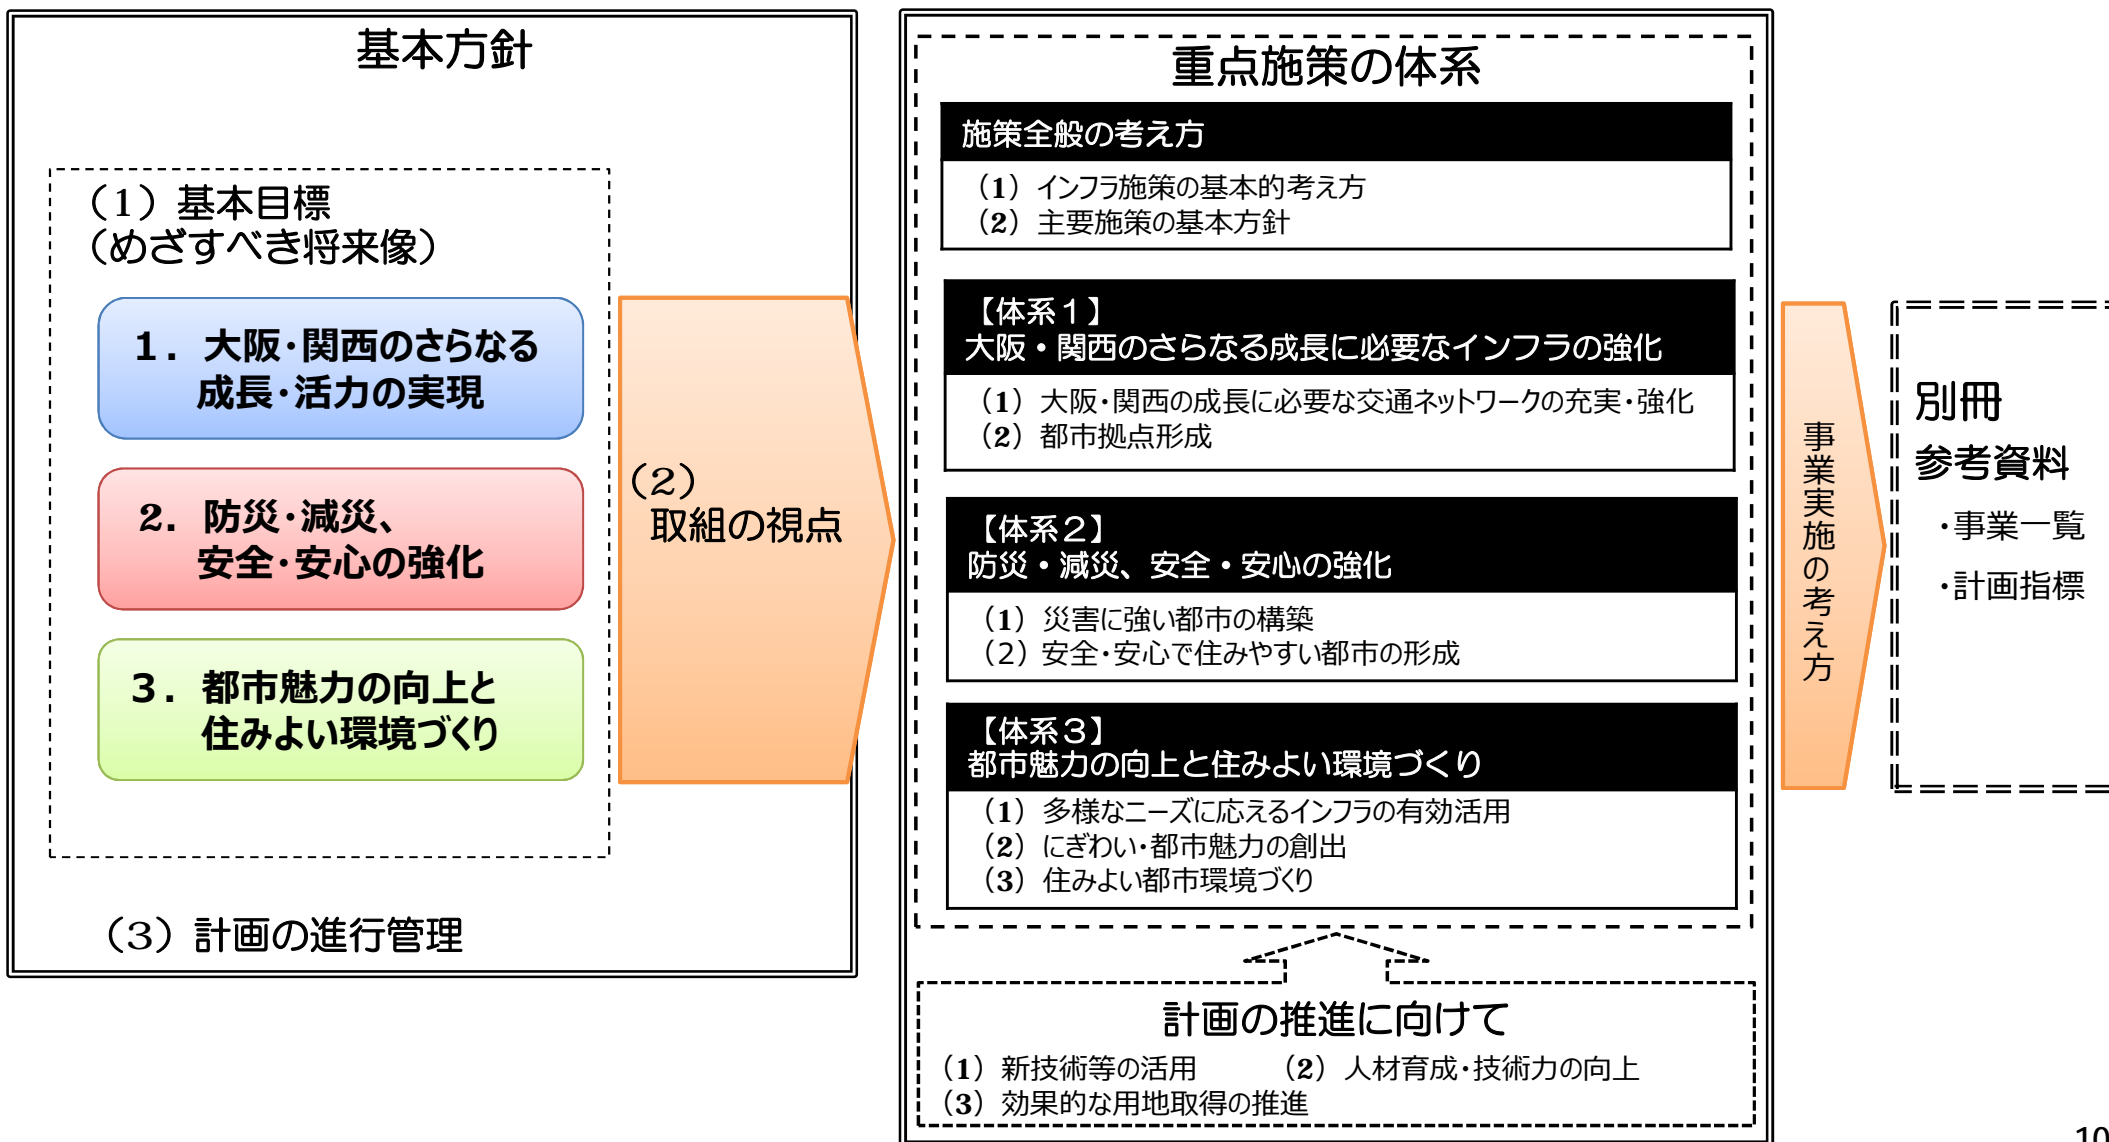 基本方針
（1）基本目標
（めざすべき将来像）
１．大阪・関西のさらなる
成長・活力の実現
２．防災・減災、
安全・安心の強化
３．都市魅力の向上と
住みよい環境づくり
（3）計画の進行管理
（2）
取組の視点
重点施策の体系
施策全般の考え方
（1）インフラ施策の基本的考え方
（2）主要施策の基本方針
【体系１】
大阪・関西のさらなる成長に必要なインフラの強化
（1）大阪・関西の成長に必要な交通ネットワークの充実・強化
（2）都市拠点形成
【体系２】
防災・減災、安全・安心の強化
（1）災害に強い都市の構築
（2）安全・安心で住みやすい都市の形成
【体系３】
都市魅力の向上と住みよい環境づくり
（1）多様なニーズに応えるインフラの有効活用
（2）にぎわい・都市魅力の創出
（3）住みよい都市環境づくり
計画の推進に向けて
（1）新技術等の活用　（2）人材育成・技術力の向上
（3）効果的な用地取得の推進
事業実施の考え方
別冊
参考資料
・事業一覧
・計画指標
10